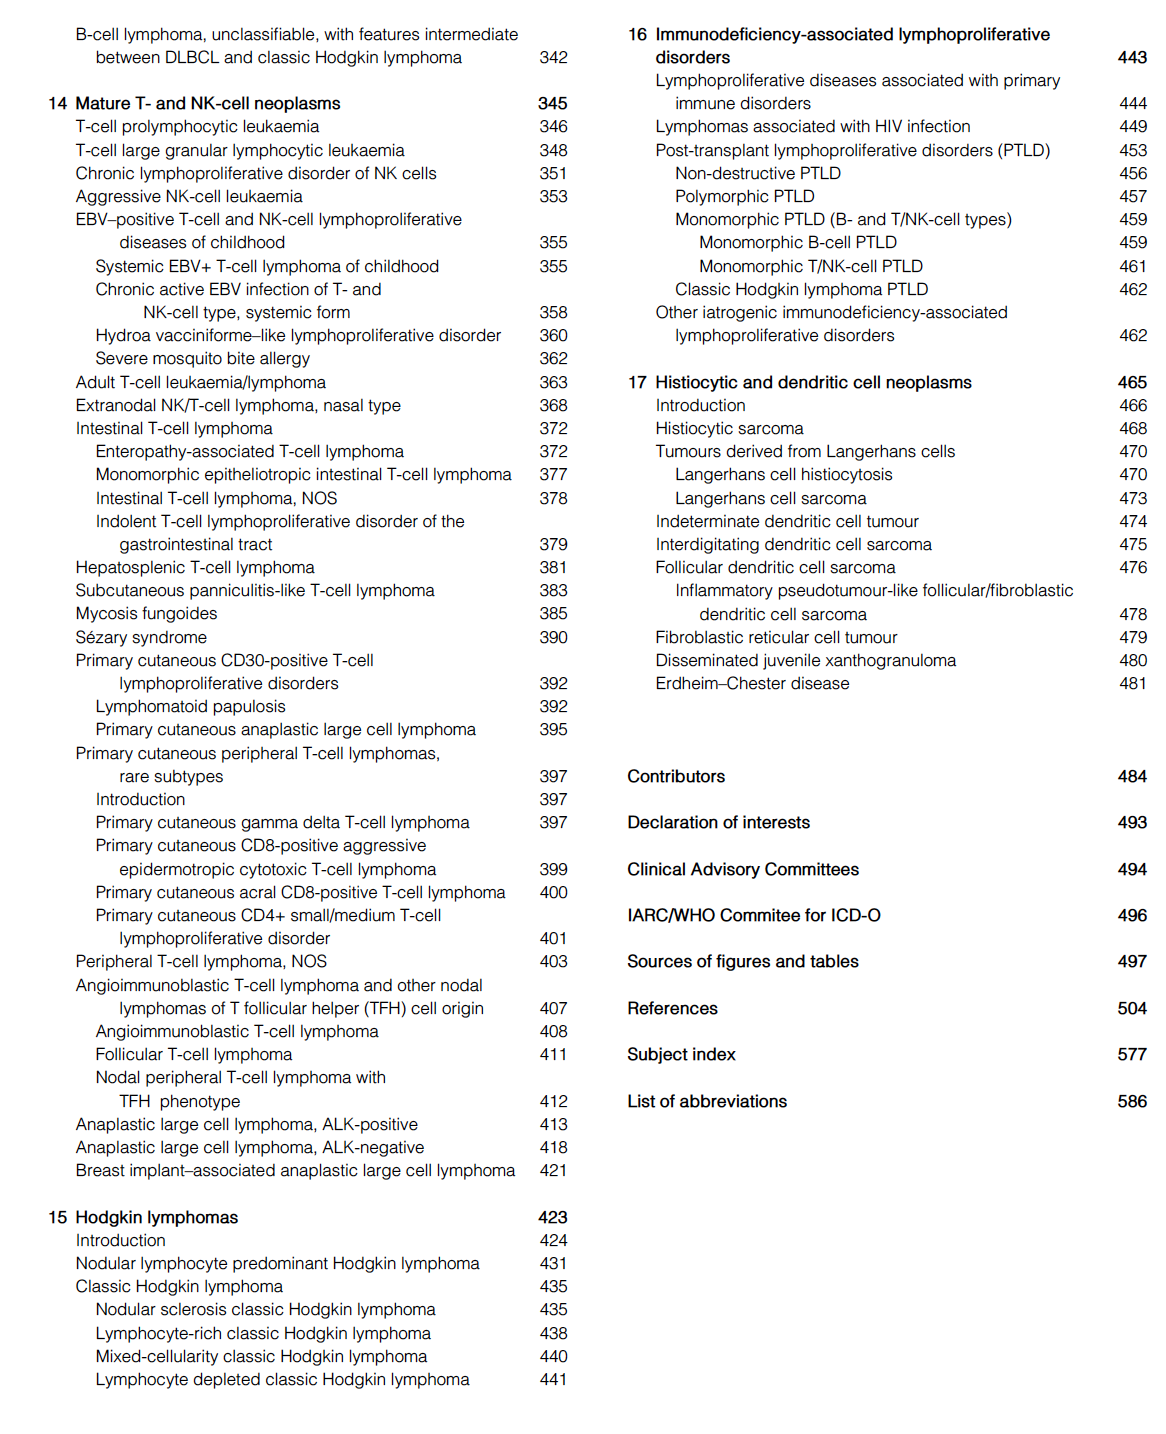 B-cell lymphoma, unclassifiable, with features intermediate
between DLBCL and classic Hodgkin lymphoma 342
14 Mature T- and NK-cell neoplasms 345
T-cell prolymphocytic leukaemia 346
T-cell large granular lymphocytic leukaemia 348
Chronic lymphoproliferative disorder of NK cells 351
Aggressive NK-cell leukaemia 353
EBV–positive T-cell and NK-cell lymphoproliferative
diseases of childhood 355
Systemic EBV+ T-cell lymphoma of childhood 355
Chronic active EBV infection of T- and
NK-cell type, systemic form 358
Hydroa vacciniforme–like lymphoproliferative disorder 360
Severe mosquito bite allergy 362
Adult T-cell leukaemia/lymphoma 363
Extranodal NK/T-cell lymphoma, nasal type 368
Intestinal T-cell lymphoma 372
Enteropathy-associated T-cell lymphoma 372
Monomorphic epitheliotropic intestinal T-cell lymphoma 377
Intestinal T-cell lymphoma, NOS 378
Indolent T-cell lymphoproliferative disorder of the
gastrointestinal tract 379
Hepatosplenic T-cell lymphoma 381
Subcutaneous panniculitis-like T-cell lymphoma 383
Mycosis fungoides 385
Sézary syndrome 390
Primary cutaneous CD30-positive T-cell
lymphoproliferative disorders 392
Lymphomatoid papulosis 392
Primary cutaneous anaplastic large cell lymphoma 395
Primary cutaneous peripheral T-cell lymphomas,
rare subtypes 397
Introduction 397
Primary cutaneous gamma delta T-cell lymphoma 397
Primary cutaneous CD8-positive aggressive
epidermotropic cytotoxic T-cell lymphoma 399
Primary cutaneous acral CD8-positive T-cell lymphoma 400
Primary cutaneous CD4+ small/medium T-cell
lymphoproliferative disorder 401
Peripheral T-cell lymphoma, NOS 403
Angioimmunoblastic T-cell lymphoma and other nodal
lymphomas of T follicular helper (TFH) cell origin 407
Angioimmunoblastic T-cell lymphoma 408
Follicular T-cell lymphoma 411
Nodal peripheral T-cell lymphoma with
TFH phenotype 412
Anaplastic large cell lymphoma, ALK-positive 413
Anaplastic large cell lymphoma, ALK-negative 418
Breast implant–associated anaplastic large cell lymphoma 421
15 Hodgkin lymphomas 423
Introduction 424
Nodular lymphocyte predominant Hodgkin lymphoma 431
Classic Hodgkin lymphoma 435
Nodular sclerosis classic Hodgkin lymphoma 435
Lymphocyte-rich classic Hodgkin lymphoma 438
Mixed-cellularity classic Hodgkin lymphoma 440
Lymphocyte depleted classic Hodgkin lymphoma 441
16 Immunodeficiency-associated lymphoproliferative
disorders 443
Lymphoproliferative diseases associated with primary
immune disorders 444
Lymphomas associated with HIV infection 449
Post-transplant lymphoproliferative disorders (PTLD) 453
Non-destructive PTLD 456
Polymorphic PTLD 457
Monomorphic PTLD (B- and T/NK-cell types) 459
Monomorphic B-cell PTLD 459
Monomorphic T/NK-cell PTLD 461
Classic Hodgkin lymphoma PTLD 462
Other iatrogenic immunodeficiency-associated
lymphoproliferative disorders 462
17 Histiocytic and dendritic cell neoplasms 465
Introduction 466
Histiocytic sarcoma 468
Tumours derived from Langerhans cells 470
Langerhans cell histiocytosis 470
Langerhans cell sarcoma 473
Indeterminate dendritic cell tumour 474
Interdigitating dendritic cell sarcoma 475
Follicular dendritic cell sarcoma 476
Inflammatory pseudotumour-like follicular/fibroblastic
dendritic cell sarcoma 478
Fibroblastic reticular cell tumour 479
Disseminated juvenile xanthogranuloma 480
Erdheim–Chester disease 481
Contributors 484
Declaration of interests 493
Clinical Advisory Committees 494
IARC/WHO Commitee for ICD-O 496
Sources of figures and tables 497
References 504
Subject index 577
List of abbreviations 586